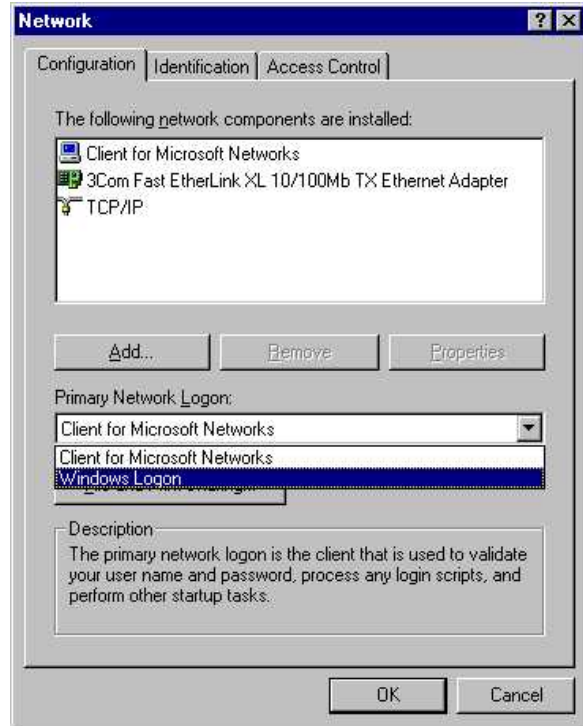 Network
Configuration Identification Access Control
The following network components are installed:
Client for Microsoft Networks
3Com Fast EtherLink XL 10/100Mb TX Ethernet Adapter
TCP/IP
Add... Remove Properties
Primary Network Logon:
Client for Microsoft Networks
Client for Microsoft Networks
Windows Logon
Description
The primary network logon is the client that is used to validate
your user name and password, process any login scripts, and
perform other startup tasks.
OK Cancel